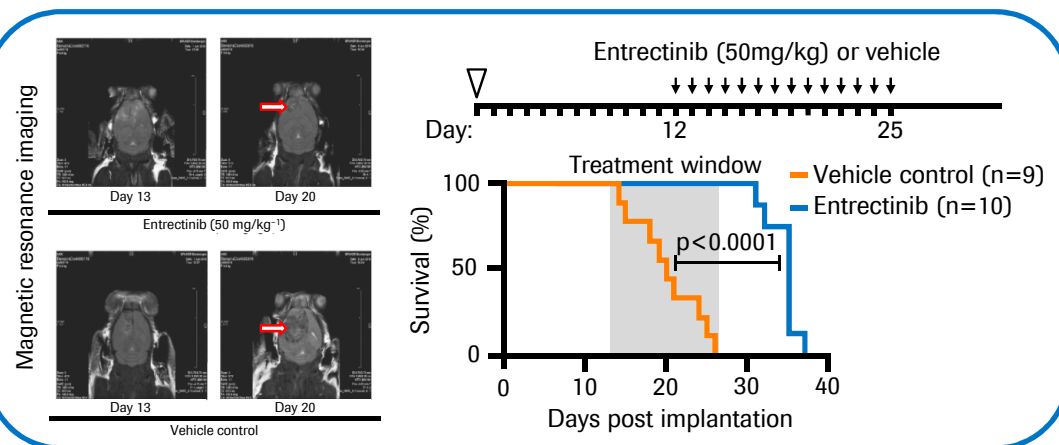 Magnetic resonance imaging
Day 13
Day 20
Entrectinib (50 mg/kg⁻¹)
Day 13
Day 20
Vehicle control
Entrectinib (50mg/kg) or vehicle
Day:
12
25
Treatment window
Vehicle control (n=9)
Entrectinib (n=10)
p<0.0001
Survival (%)
100
50
0
0
10
20
30
40
Days post implantation